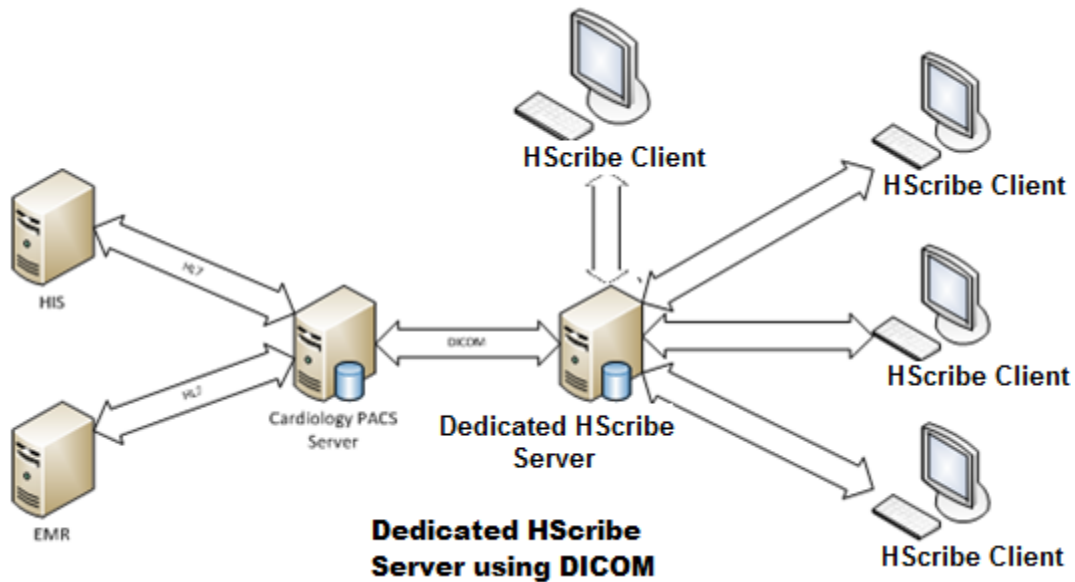 HScribe Client
HScribe Client
HIS
HL7
DICOM
HL7
Cardiology PACS
Server
Dedicated HScribe
Server
HScribe Client
EMR
HScribe Client
Dedicated HScribe
Server using DICOM